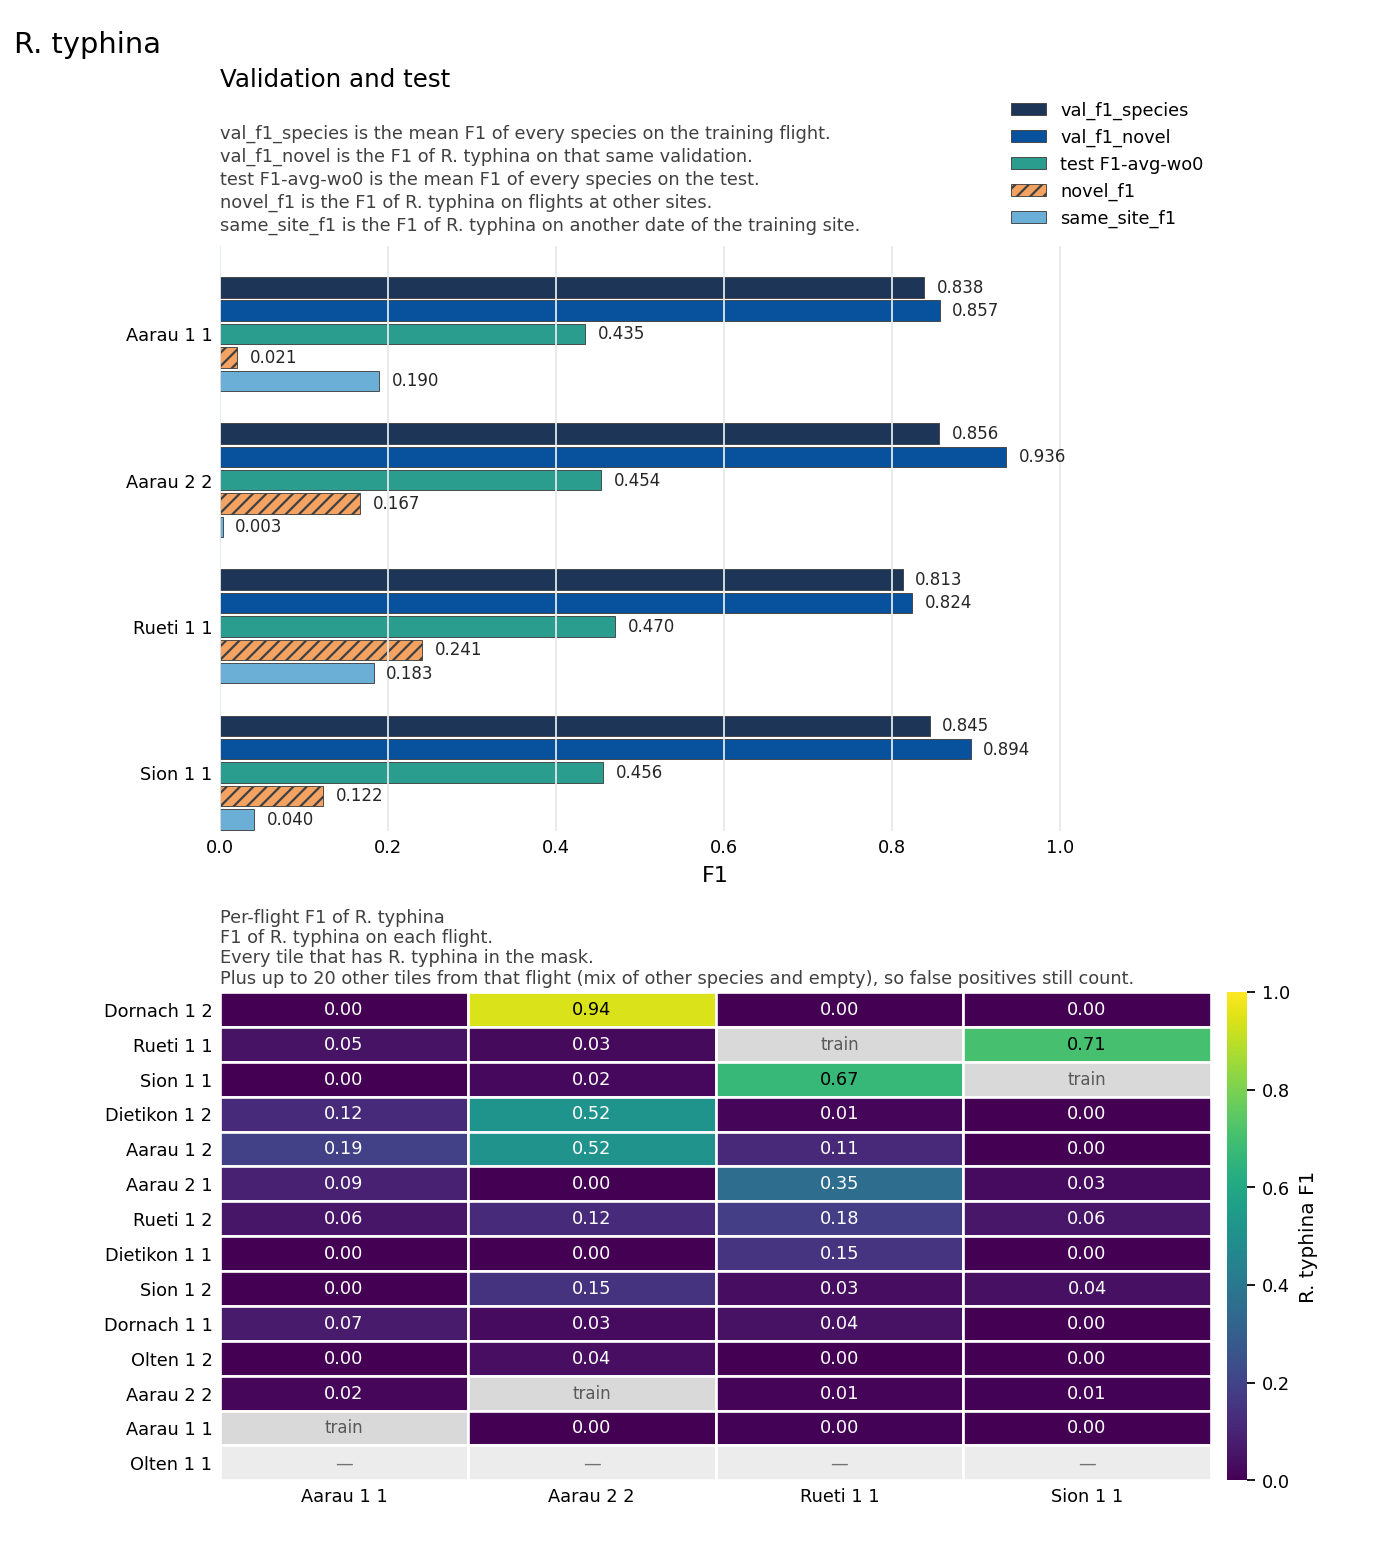 R. typhina
Validation and test
val_f1_species is the mean F1 of every species on the training flight.
val_f1_novel is the F1 of R. typhina on that same validation.
test F1-avg-wo0 is the mean F1 of every species on the test.
novel_f1 is the F1 of R. typhina on flights at other sites.
same_site_f1 is the F1 of R. typhina on another date of the training site.
val_f1_species
val_f1_novel
test F1-avg-wo0
novel_f1
same_site_f1
0.838
0.857
Aarau 1 1 0.435
0.021
0.190
0.856
0.936
Aarau 2 2 0.454
0.167
0.003
0.813
0.824
Rueti 1 1 0.470
0.241
0.183
0.845
0.894
Sion 1 1 0.456
0.122
0.040
0.0 0.2 0.4 0.6 0.8 1.0
F1
Per-flight F1 of R. typhina
F1 of R. typhina on each flight.
Every tile that has R. typhina in the mask.
Plus up to 20 other tiles from that flight (mix of other species and empty), so false positives still count.
Dornach 1 2 0.00 0.94 0.00 0.00
Rueti 1 1 0.05 0.03 train 0.71
Sion 1 1 0.00 0.02 0.67 train
Dietikon 1 2 0.12 0.52 0.01 0.00
Aarau 1 2 0.19 0.52 0.11 0.00
Aarau 2 1 0.09 0.00 0.35 0.03
Rueti 1 2 0.06 0.12 0.18 0.06
Dietikon 1 1 0.00 0.00 0.15 0.00
Sion 1 2 0.00 0.15 0.03 0.04
Dornach 1 1 0.07 0.03 0.04 0.00
Olten 1 2 0.00 0.04 0.00 0.00
Aarau 2 2 0.02 train 0.01 0.01
Aarau 1 1 train 0.00 0.00 0.00
Olten 1 1 — — — —
Aarau 1 1 Aarau 2 2 Rueti 1 1 Sion 1 1
1.0
0.8
0.6
0.4
0.2
0.0
R. typhina F1